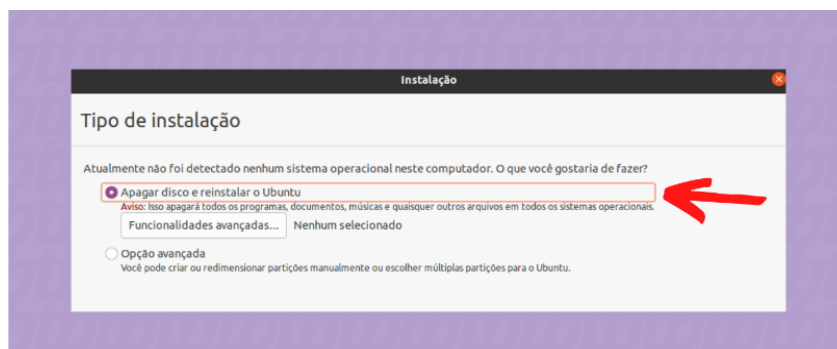 Instalação
Tipo de instalação
Atualmente não foi detectado nenhum sistema operacional neste computador. O que você gostaria de fazer?
Apagar disco e reinstalar o Ubuntu
Aviso: Isso apagará todos os programas, documentos, músicas e quaisquer outros arquivos em todos os sistemas operacionais.
Funcionalidades avançadas... Nenhum selecionado
Opção avançada
Você pode criar ou redimensionar partições manualmente ou escolher múltiplas partições para o Ubuntu.